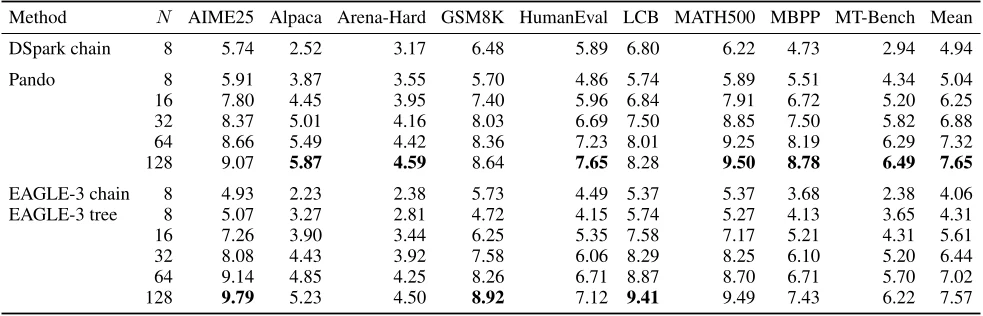 Method N AIME25 Alpaca Arena-Hard GSM8K HumanEval LCB MATH500 MBPP MT-Bench Mean
DSpark chain 8 5.74 2.52 3.17 6.48 5.89 6.80 6.22 4.73 2.94 4.94
Pando 8 5.91 3.87 3.55 5.70 4.86 5.74 5.89 5.51 4.34 5.04
16 7.80 4.45 3.95 7.40 5.96 6.84 7.91 6.72 5.20 6.25
32 8.37 5.01 4.16 8.03 6.69 7.50 8.85 7.50 5.82 6.88
64 8.66 5.49 4.42 8.36 7.23 8.01 9.25 8.19 6.29 7.32
128 9.07 5.87 4.59 8.64 7.65 8.28 9.50 8.78 6.49 7.65
EAGLE-3 chain 8 4.93 2.23 2.38 5.73 4.49 5.37 5.37 3.68 2.38 4.06
EAGLE-3 tree 8 5.07 3.27 2.81 4.72 4.15 5.74 5.27 4.13 3.65 4.31
16 7.26 3.90 3.44 6.25 5.35 7.58 7.17 5.21 4.31 5.61
32 8.08 4.43 3.92 7.58 6.06 8.29 8.25 6.10 5.20 6.44
64 9.14 4.85 4.25 8.26 6.71 8.87 8.70 6.71 5.70 7.02
128 9.79 5.23 4.50 8.92 7.12 9.41 9.49 7.43 6.22 7.57